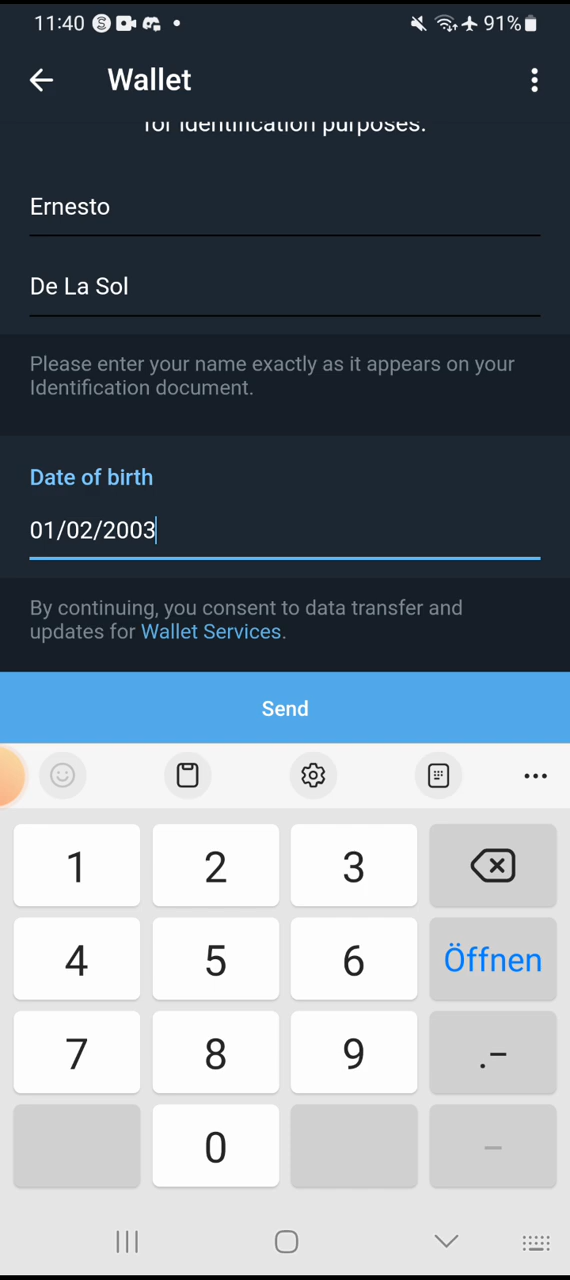 11:40
91%
Wallet
for identification purposes.
Ernesto
De La Sol
Please enter your name exactly as it appears on your
Identification document.
Date of birth
01/02/2003
By continuing, you consent to data transfer and
updates for Wallet Services.
Send
1 2 3
4 5 6 Öffnen
7 8 9 .-
0 -